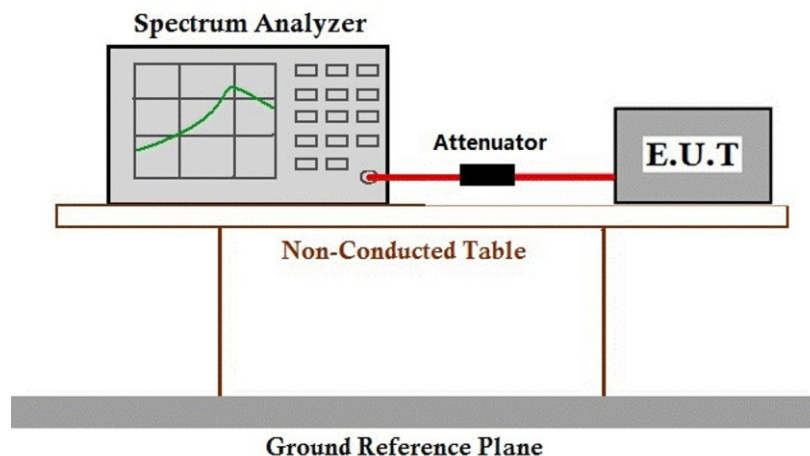 Spectrum Analyzer
Attenuator
E.U.T
Non-Conducted Table
Ground Reference Plane